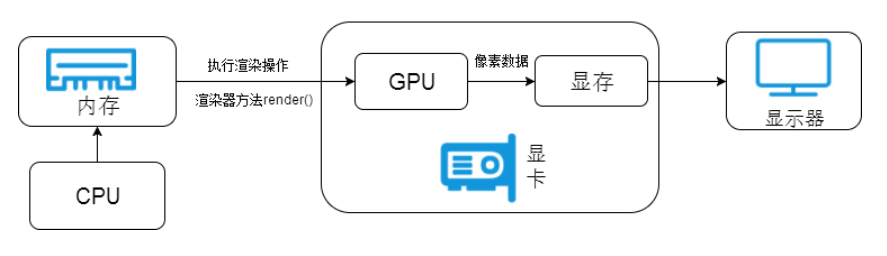 执行渲染操作
渲染器方法render()
内存
CPU
GPU
像素数据
显存
显
卡
显示器